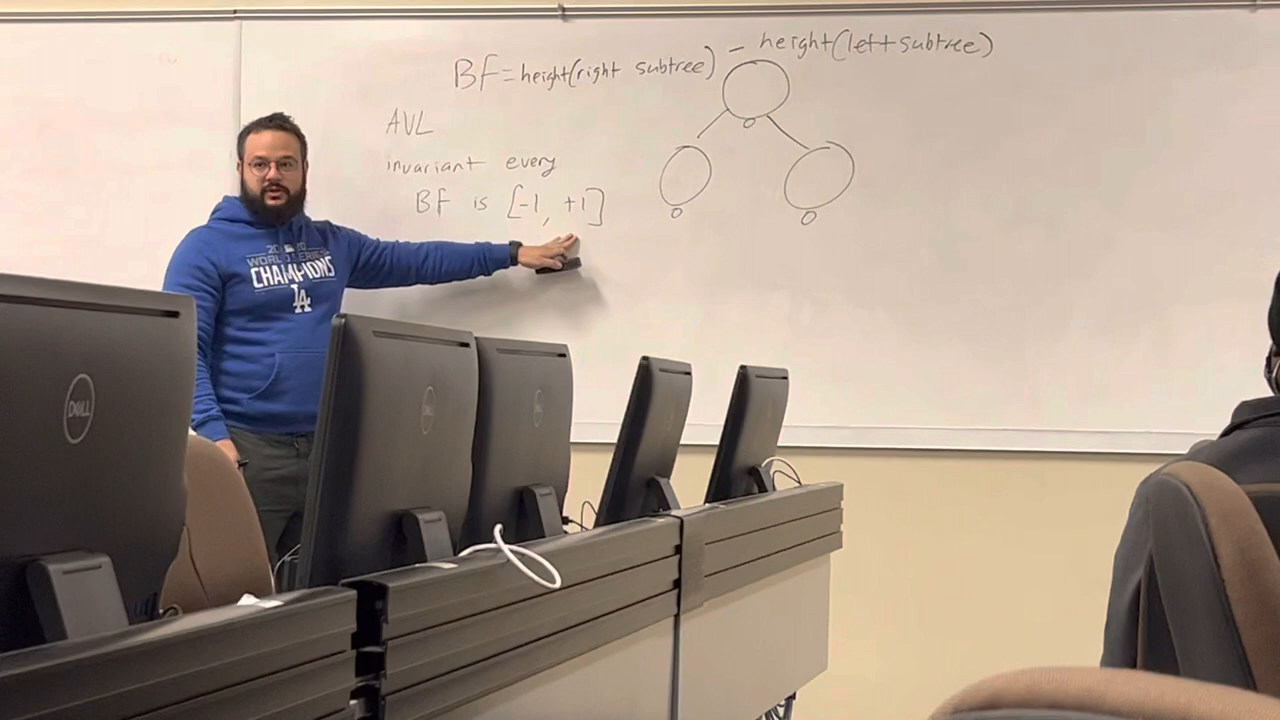 BF = height(right subtree) - height(left subtree)
AVL
invariant every
BF is [-1, +1]
0
0
0
2020
WORLD SERIES
CHAMPIONS
LA
DELL